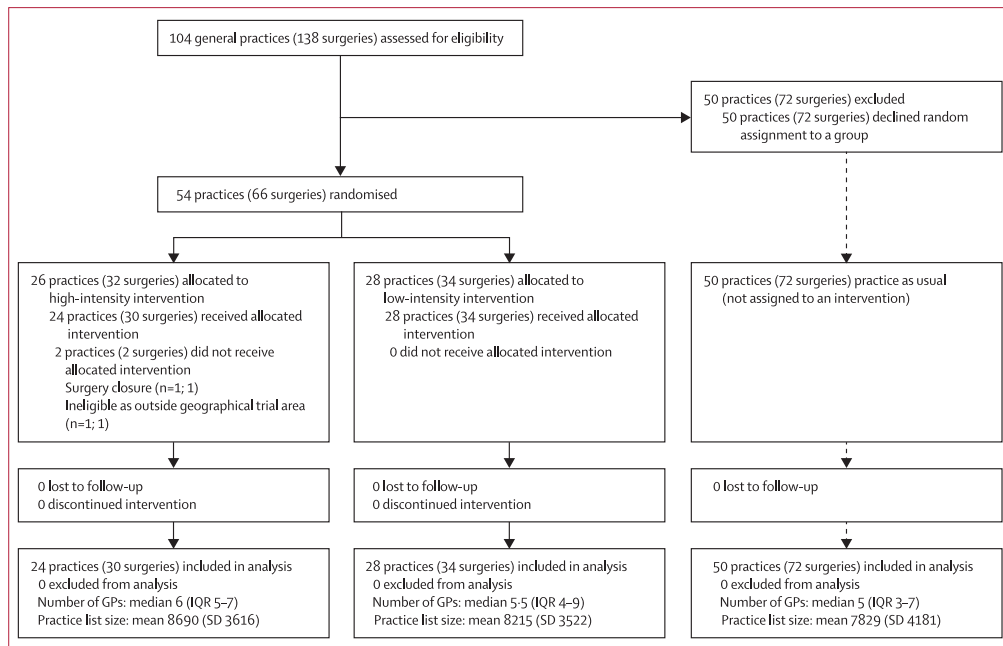 104 general practices (138 surgeries) assessed for eligibility
50 practices (72 surgeries) excluded
50 practices (72 surgeries) declined random
assignment to a group
54 practices (66 surgeries) randomised
26 practices (32 surgeries) allocated to
high-intensity intervention
24 practices (30 surgeries) received allocated
intervention
2 practices (2 surgeries) did not receive
allocated intervention
Surgery closure (n=1; 1)
Ineligible as outside geographical trial area
(n=1; 1)
28 practices (34 surgeries) allocated to
low-intensity intervention
28 practices (34 surgeries) received allocated
intervention
0 did not receive allocated intervention
50 practices (72 surgeries) practice as usual
(not assigned to an intervention)
0 lost to follow-up
0 discontinued intervention
0 lost to follow-up
0 discontinued intervention
0 lost to follow-up
24 practices (30 surgeries) included in analysis
0 excluded from analysis
Number of GPs: median 6 (IQR 5–7)
Practice list size: mean 8690 (SD 3616)
28 practices (34 surgeries) included in analysis
0 excluded from analysis
Number of GPs: median 5·5 (IQR 4–9)
Practice list size: mean 8215 (SD 3522)
50 practices (72 surgeries) included in analysis
0 excluded from analysis
Number of GPs: median 5 (IQR 3–7)
Practice list size: mean 7829 (SD 4181)